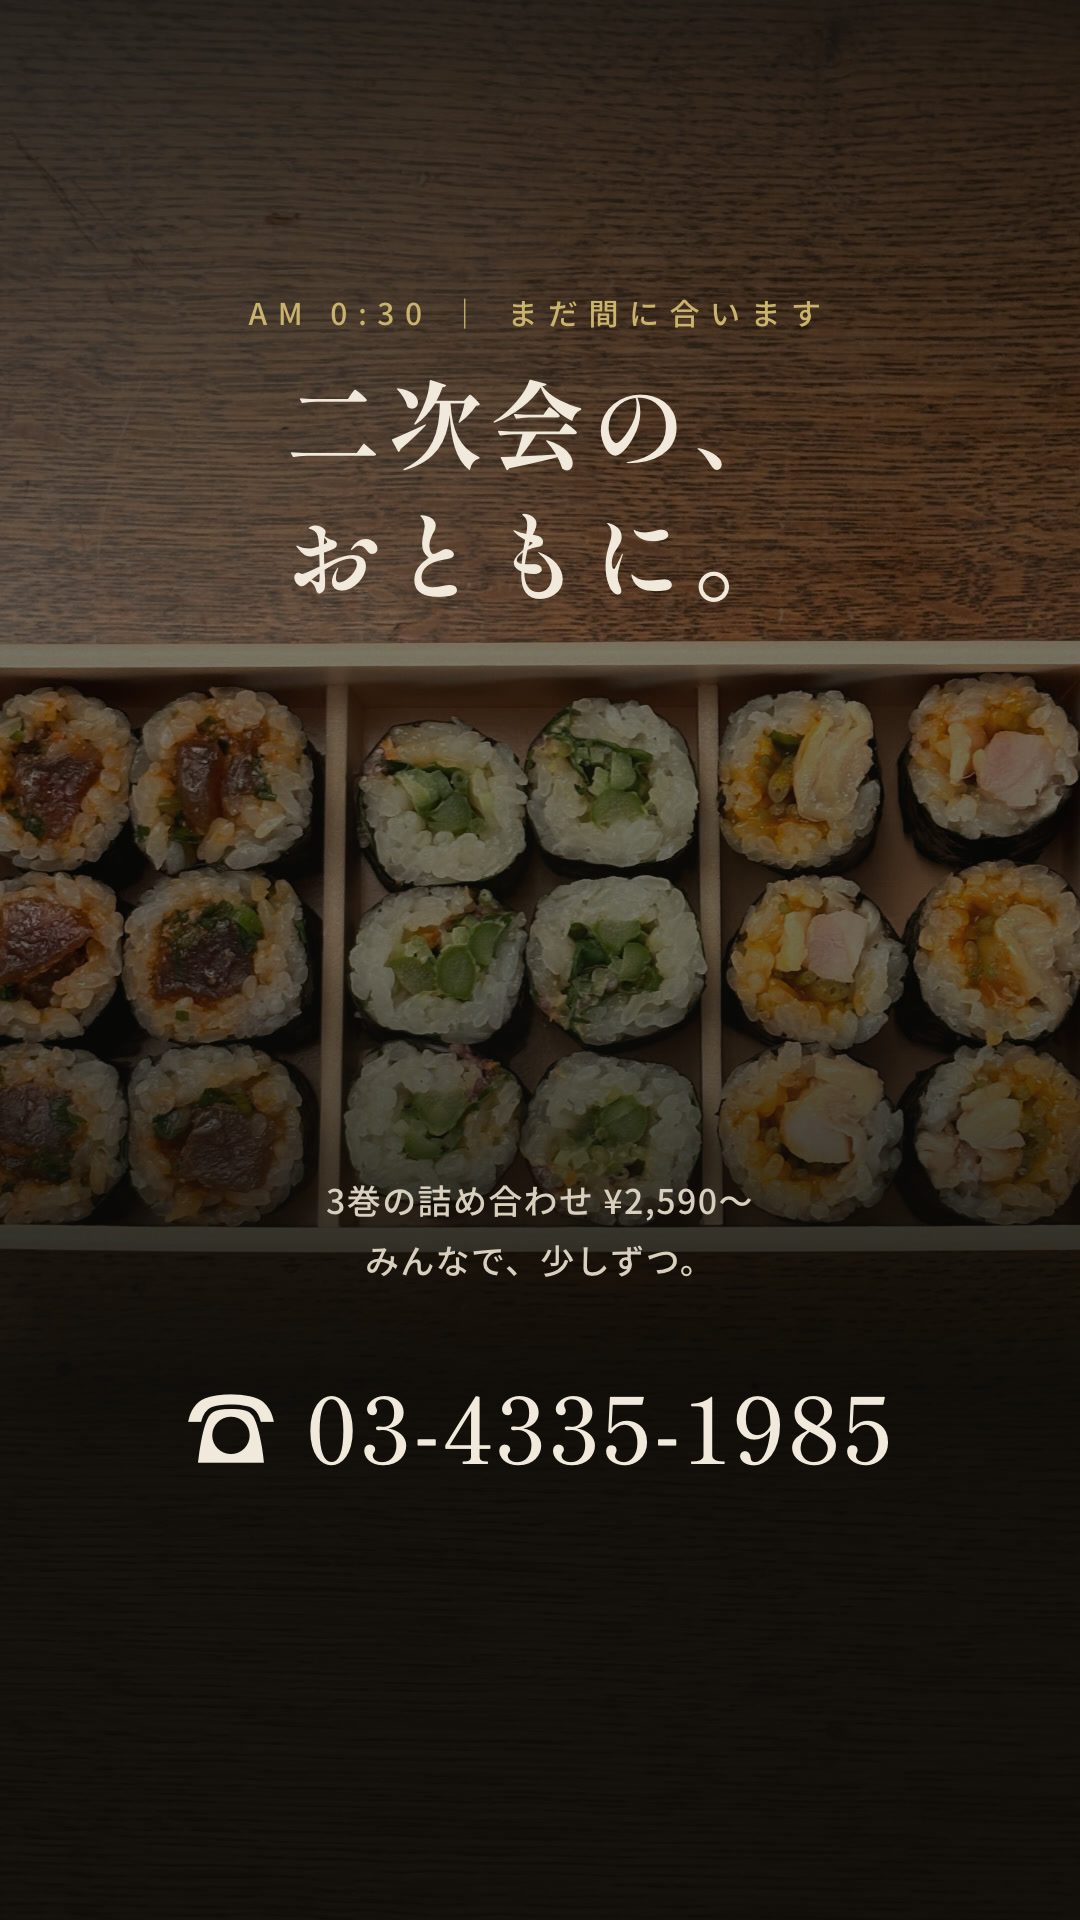 AM 0:30 ｜ まだ間に合います
二次会の、
おともに。
3巻の詰め合わせ ¥2,590〜
みんなで、少しずつ。
☎ 03-4335-1985